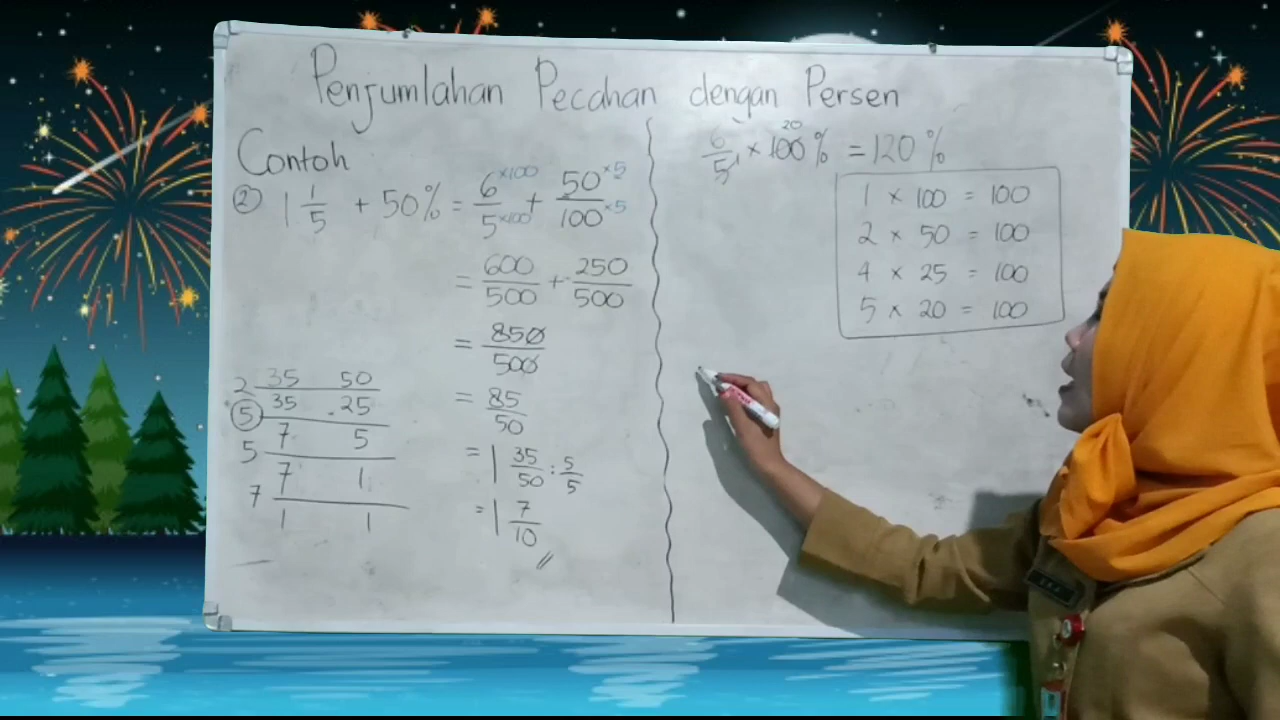 Penjumlahan Pecahan dengan Persen
Contoh
② 1 1/5 + 50% = 6/5 ×100/×100 + 50/100 ×5/×5
= 600/500 + 250/500
= 850/500
= 85/50
= 1 35/50 : 5/5
= 1 7/10 //
2 35 50
⑤ 35 25
5 7 5
7 7 1
1 1
6/5 1 × 100 20 % = 120 %
1 × 100 = 100
2 × 50 = 100
4 × 25 = 100
5 × 20 = 100